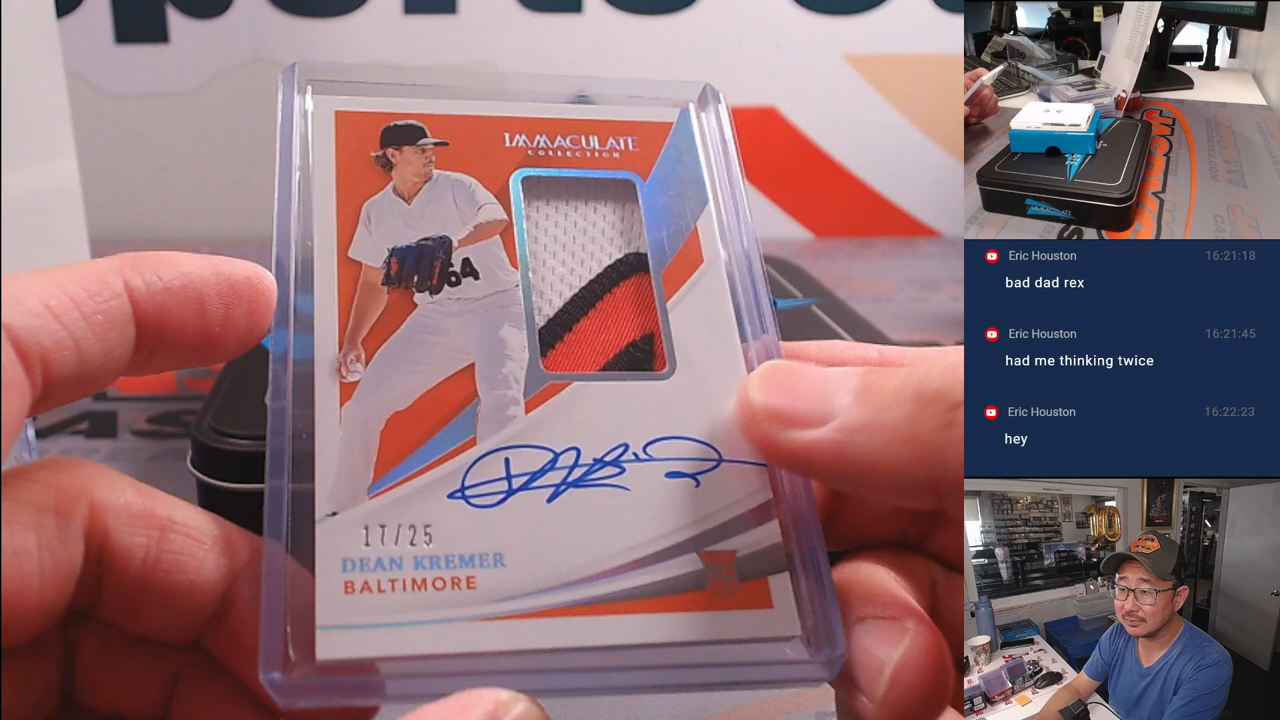 IMMACULATE
COLLECTION
64
17/25
DEAN KREMER
BALTIMORE
RC
IMMACULATE
Eric Houston 16:21:18
bad dad rex
Eric Houston 16:21:45
had me thinking twice
Eric Houston 16:22:23
hey